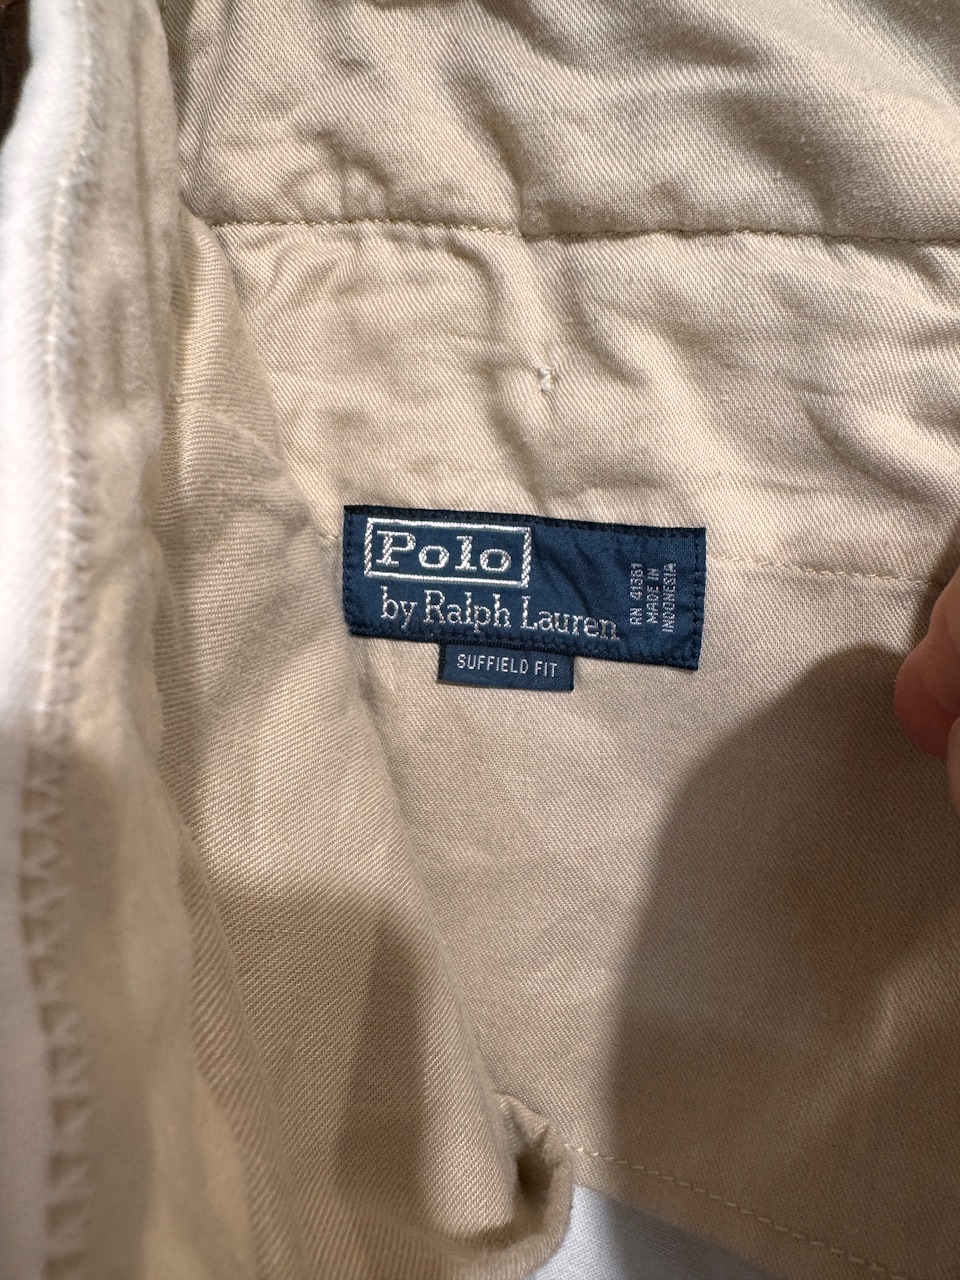 Polo
by Ralph Lauren
RN 41381
MADE IN
INDONESIA
SUFFIELD FIT